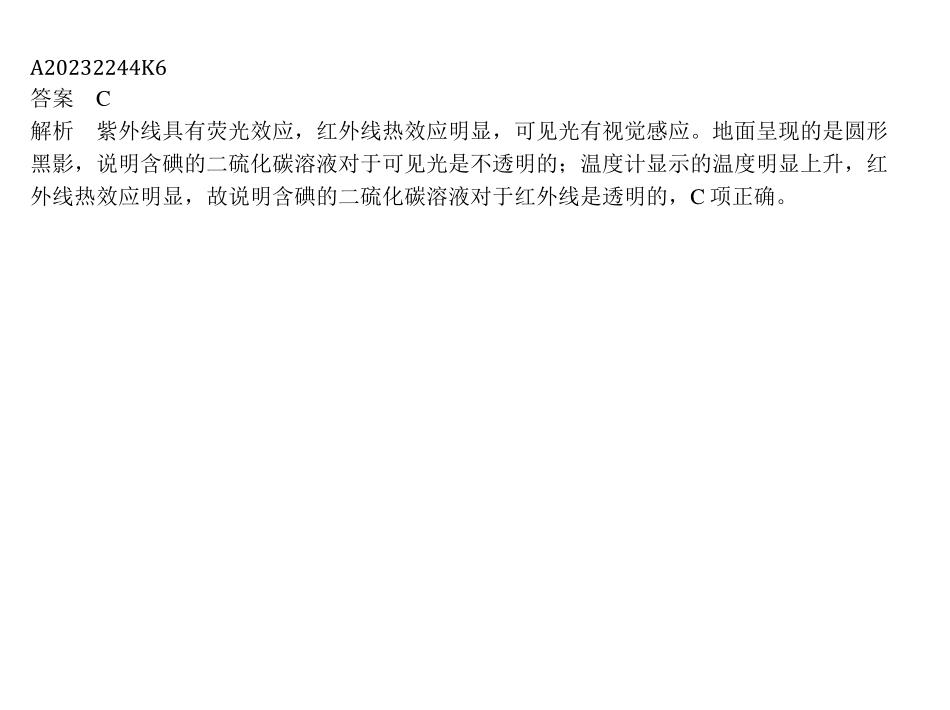 A20232244K6
答案　C
解析　紫外线具有荧光效应，红外线热效应明显，可见光有视觉感应。地面呈现的是圆形
黑影，说明含碘的二硫化碳溶液对于可见光是不透明的；温度计显示的温度明显上升，红
外线热效应明显，故说明含碘的二硫化碳溶液对于红外线是透明的，C 项正确。